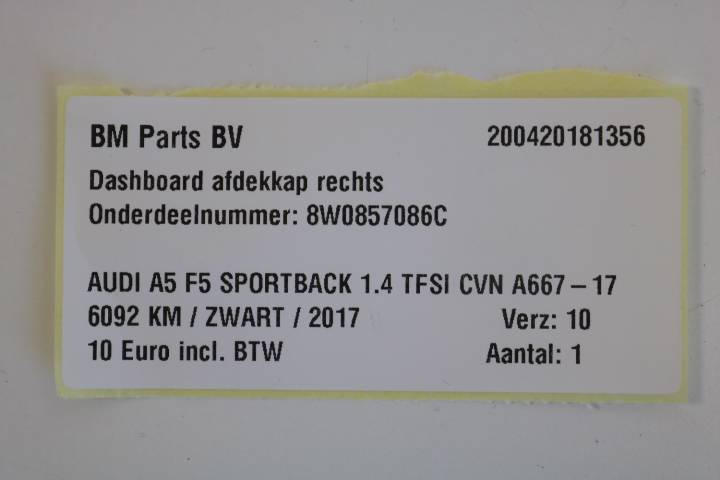 BM Parts BV 200420181356
Dashboard afdekkap rechts
Onderdeelnummer: 8W0857086C
AUDI A5 F5 SPORTBACK 1.4 TFSI CVN A667 – 17
6092 KM / ZWART / 2017 Verz: 10
10 Euro incl. BTW Aantal: 1